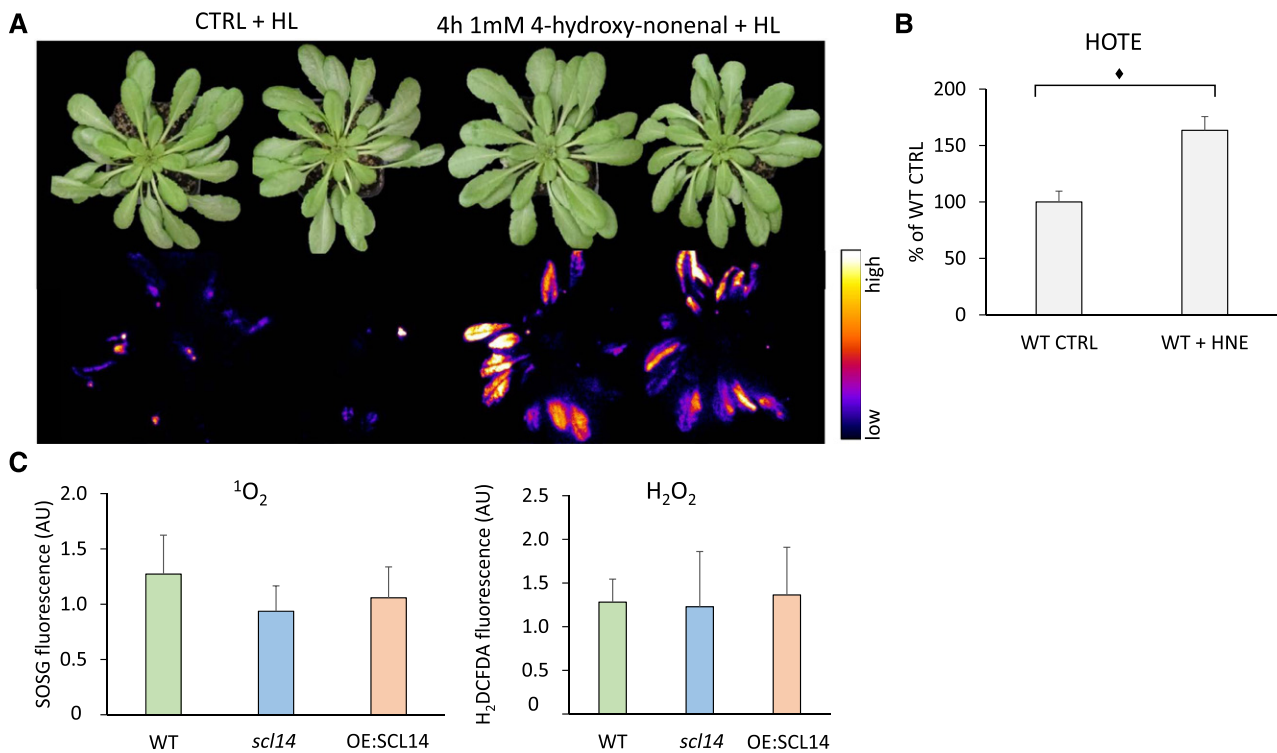 A
CTRL + HL
4h 1mM 4-hydroxy-nonenal + HL
high
low
B
HOTE
% of WT CTRL
200
150
100
50
0
WT CTRL
WT + HNE
C
¹O₂
SOSG fluorescence (AU)
2.0
1.5
1.0
0.5
0
WT
scl14
OE:SCL14
H₂O₂
H₂DCFDA fluorescence (AU)
2.5
2.0
1.5
1.0
0.5
0
WT
scl14
OE:SCL14